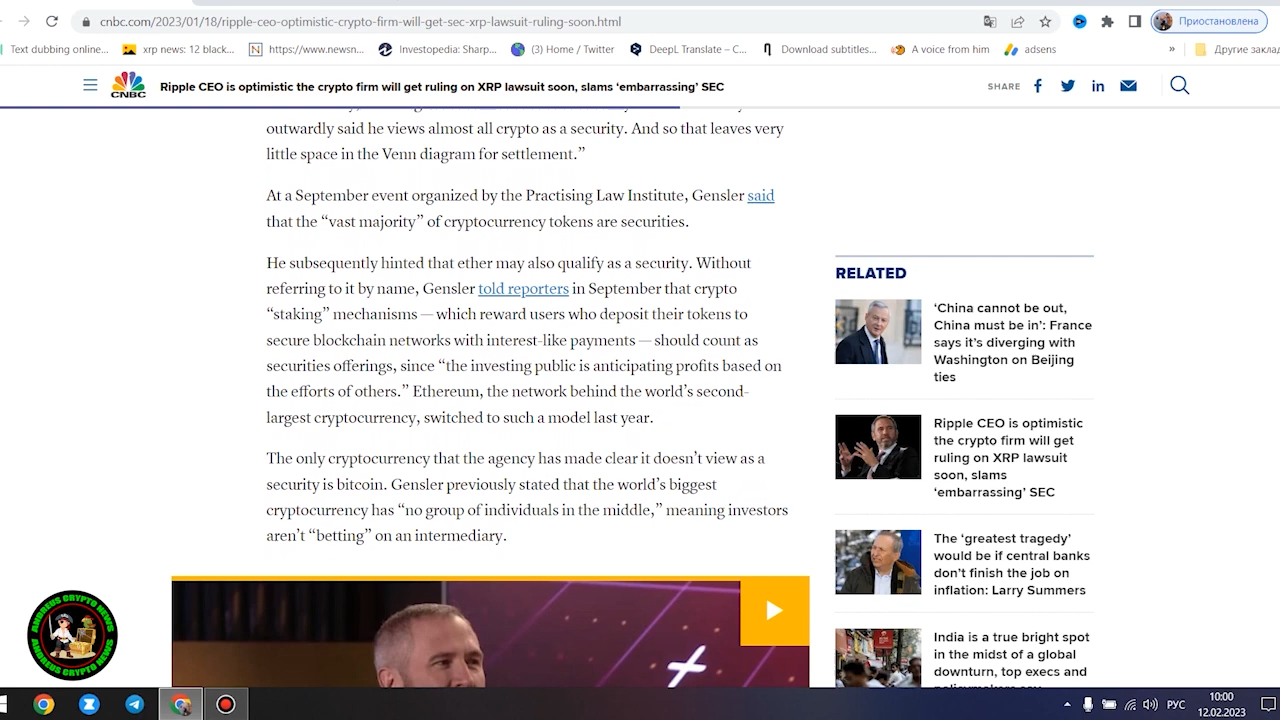 cnbc.com/2023/01/18/ripple-ceo-optimistic-crypto-firm-will-get-sec-xrp-lawsuit-ruling-soon.html
Приостановлена
Text dubbing online...
xrp news: 12 black...
https://www.newsn...
Investopedia: Sharp...
(3) Home / Twitter
DeepL Translate – C...
Download subtitles...
A voice from him
adsens
»
Другие закла
CNBC
Ripple CEO is optimistic the crypto firm will get ruling on XRP lawsuit soon, slams ‘embarrassing’ SEC
SHARE
outwardly said he views almost all crypto as a security. And so that leaves very
little space in the Venn diagram for settlement.”
At a September event organized by the Practising Law Institute, Gensler said
that the “vast majority” of cryptocurrency tokens are securities.
He subsequently hinted that ether may also qualify as a security. Without
referring to it by name, Gensler told reporters in September that crypto
“staking” mechanisms — which reward users who deposit their tokens to
secure blockchain networks with interest-like payments — should count as
securities offerings, since “the investing public is anticipating profits based on
the efforts of others.” Ethereum, the network behind the world’s second-
largest cryptocurrency, switched to such a model last year.
The only cryptocurrency that the agency has made clear it doesn’t view as a
security is bitcoin. Gensler previously stated that the world’s biggest
cryptocurrency has “no group of individuals in the middle,” meaning investors
aren’t “betting” on an intermediary.
RELATED
‘China cannot be out,
China must be in’: France
says it’s diverging with
Washington on Beijing
ties
Ripple CEO is optimistic
the crypto firm will get
ruling on XRP lawsuit
soon, slams
‘embarrassing’ SEC
The ‘greatest tragedy’
would be if central banks
don’t finish the job on
inflation: Larry Summers
India is a true bright spot
in the midst of a global
downturn, top execs and
ANDREUS CRYPTO NEWS
ANDREUS CRYPTO NEWS
РУС
10:00
12.02.2023